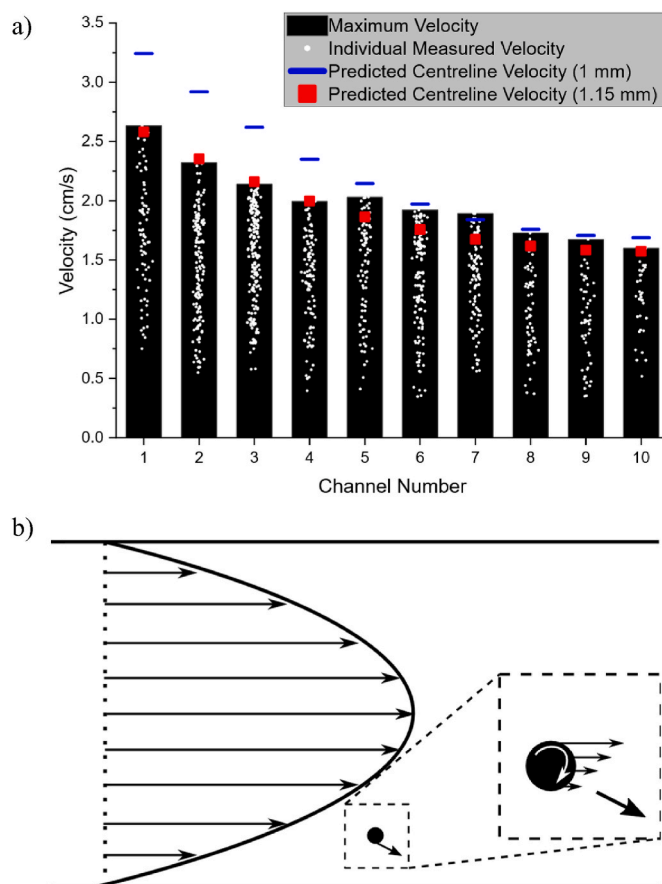 a)
Maximum Velocity
Individual Measured Velocity
Predicted Centreline Velocity (1 mm)
Predicted Centreline Velocity (1.15 mm)
3.5
3.0
2.5
2.0
1.5
1.0
0.5
0.0
Velocity (cm/s)
1 2 3 4 5 6 7 8 9 10
Channel Number
b)